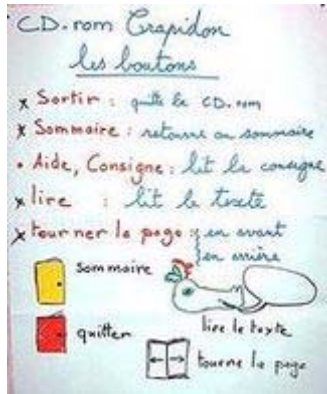 CD.rom Crapidon
les boutons
x Sortir : quitte le CD.rom
x Sommaire : retourne au sommaire
• Aide, Consigne : lit la consigne
x lire : lit le texte
x tourner la page : en avant
en arrière
sommaire
quitter
lire le texte
tourne la page